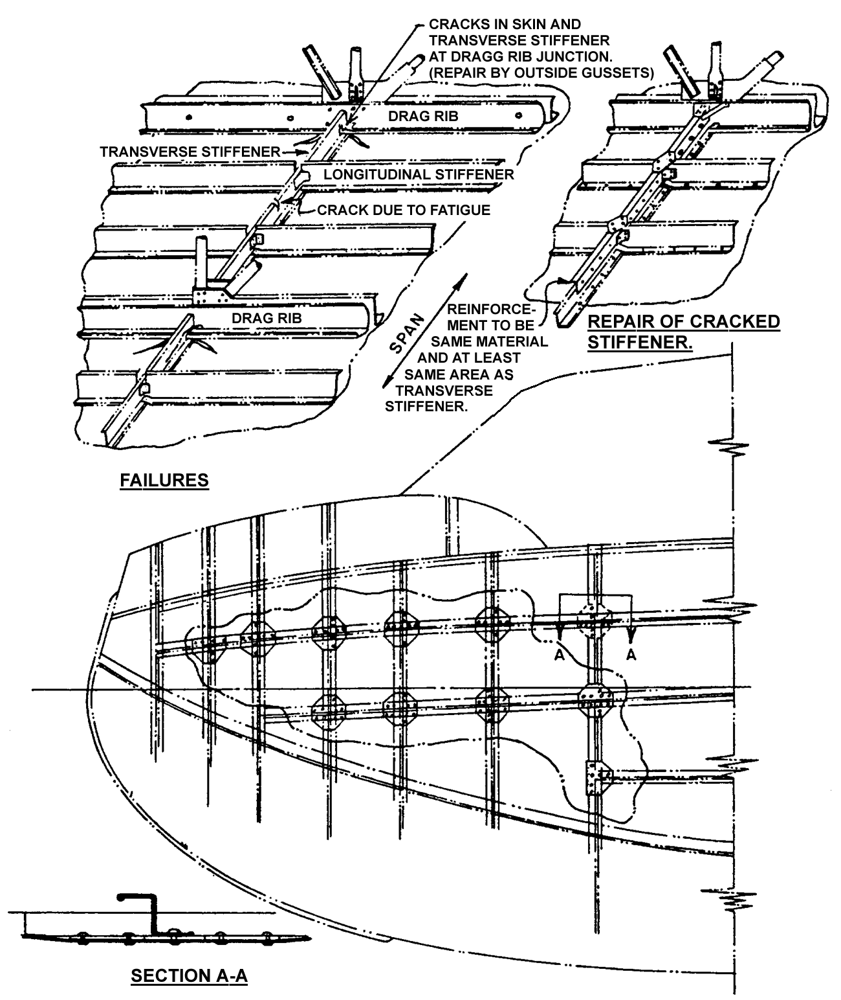 CRACKS IN SKIN AND
TRANSVERSE STIFFENER
AT DRAGG RIB JUNCTION.
(REPAIR BY OUTSIDE GUSSETS)
DRAG RIB
TRANSVERSE STIFFENER
LONGITUDINAL STIFFENER
CRACK DUE TO FATIGUE
DRAG RIB
SPAN
REINFORCE-
MENT TO BE
SAME MATERIAL
AND AT LEAST
SAME AREA AS
TRANSVERSE
STIFFENER.
REPAIR OF CRACKED
STIFFENER.
FAILURES
A
A
SECTION A-A